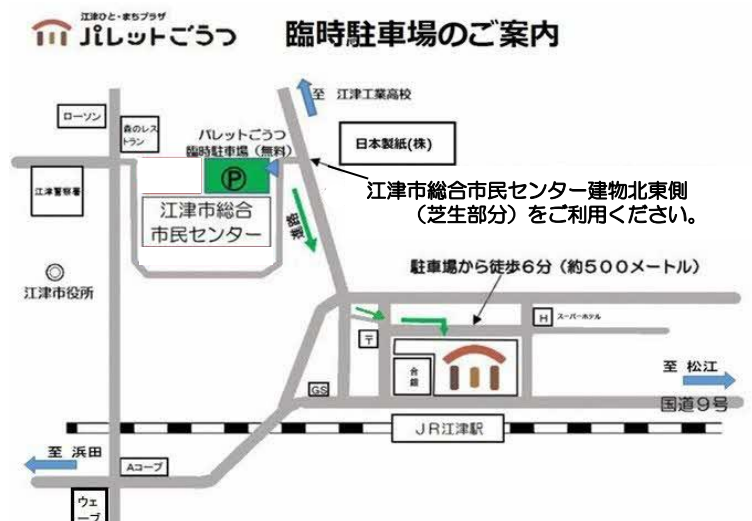 江津ひと・まちプラザ
パレットごうつ
臨時駐車場のご案内
至 江津工業高校
ローソン
森のレス
トラン
パレットごうつ
臨時駐車場（無料）
日本製紙(株)
P
江津警察署
江津市総合
市民センター
進路
江津市総合市民センター建物北東側
（芝生部分）をご利用ください。
江津市役所
駐車場から徒歩６分（約５００メートル）
H
スーパーホテル
〒
合銀
至 松江
GS
国道９号
ＪＲ江津駅
至 浜田
Aコープ
ウェ
ーブ